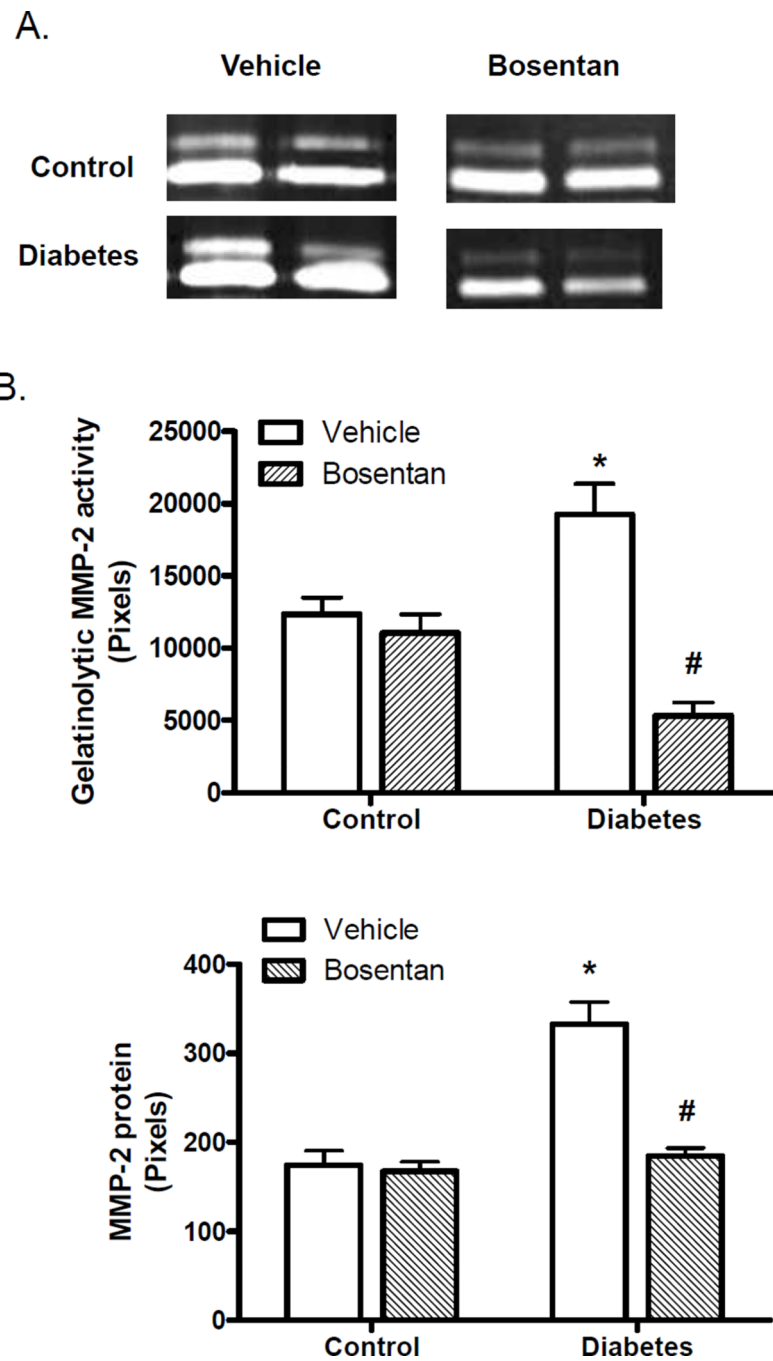 A.
Vehicle Bosentan
Control
Diabetes
B.
Gelatinolytic MMP-2 activity
(Pixels)
25000
20000
15000
10000
5000
0
Vehicle
Bosentan
*
#
Control Diabetes
MMP-2 protein
(Pixels)
400
300
200
100
0
Vehicle
Bosentan
*
#
Control Diabetes